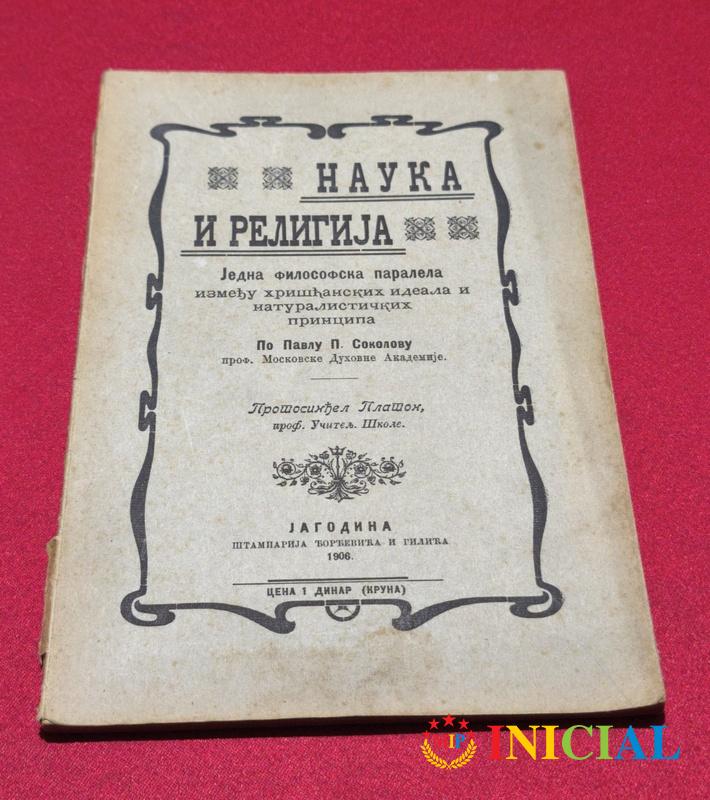 НАУКА
И РЕЛИГИЈА
Једна философска паралела
између хришћанских идеала и
натуралистичких
принципа
По Павлу П. Соколову
проф. Московске Духовне Академије.
Протосинђел Платон,
проф. Учитељ. Школе.
ЈАГОДИНА
ШТАМПАРИЈА ЂОРЂЕВИЋА И ГИЛИЋА
1906.
ЦЕНА 1 ДИНАР (КРУНА)
IP INICIAL